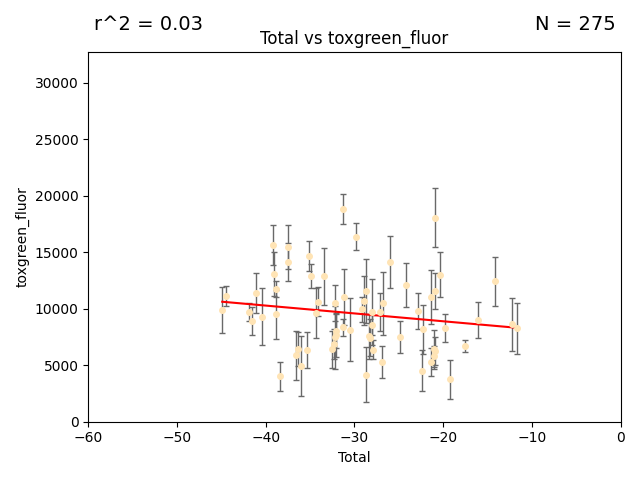 r^2 = 0.03
N = 275
Total vs toxgreen_fluor
30000
25000
20000
15000
10000
5000
0
toxgreen_fluor
−60
−50
−40
−30
−20
−10
0
Total